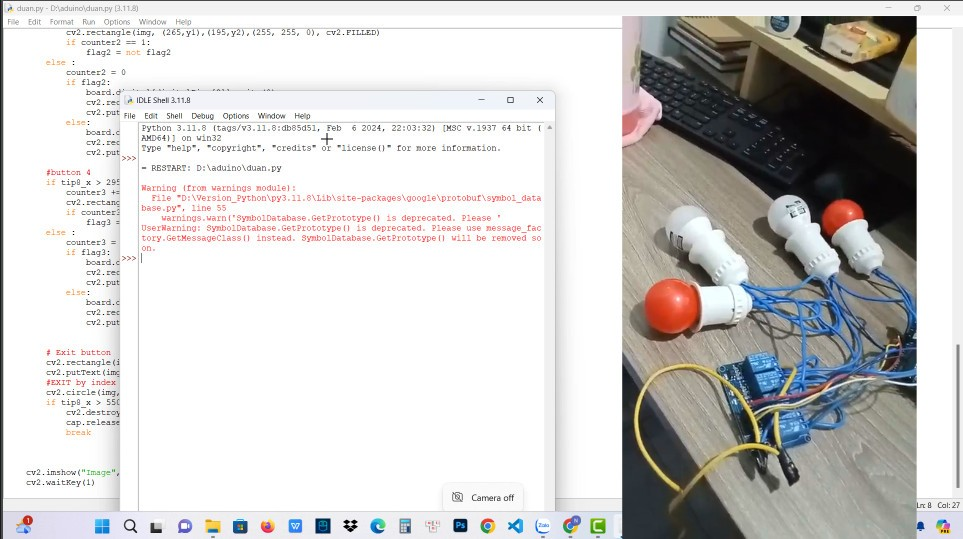 duan.py - D:\aduino\duan.py (3.11.8)
File Edit Format Run Options Window Help
cv2.rectangle(img, (265,y1),(195,y2),(255, 255, 0), cv2.FILLED)
if counter2 == 1:
flag2 = not flag2
else :
counter2 = 0
if flag2:
cv2.rec
else:
cv2.put
#button 4
if tip8_x > 295
counter3 +=
cv2.rectang
if counter3
flag3 =
else :
counter3 =
if flag3:
board.d
cv2.rec
cv2.put
else:
board.d
cv2.rec
cv2.put
# Exit button
cv2.rectangle(i
cv2.putText(img
#EXIT by index
cv2.circle(img,
if tip8_x > 550
cv2.destroy
cap.release
break
cv2.imshow("Image",
cv2.waitKey(1)
IDLE Shell 3.11.8
File Edit Shell Debug Options Window Help
Python 3.11.8 (tags/v3.11.8:db85d51, Feb 6 2024, 22:03:32) [MSC v.1937 64 bit (
AMD64)] on win32
Type "help", "copyright", "credits" or "license()" for more information.
>>>
= RESTART: D:\aduino\duan.py
Warning (from warnings module):
File "D:\Version_Python\py3.11.8\Lib\site-packages\google\protobuf\symbol_data
base.py", line 55
warnings.warn('SymbolDatabase.GetPrototype() is deprecated. Please '
UserWarning: SymbolDatabase.GetPrototype() is deprecated. Please use message_fac
tory.GetMessageClass() instead. SymbolDatabase.GetPrototype() will be removed so
on.
>>>
Camera off
Ln: 8 Col: 27